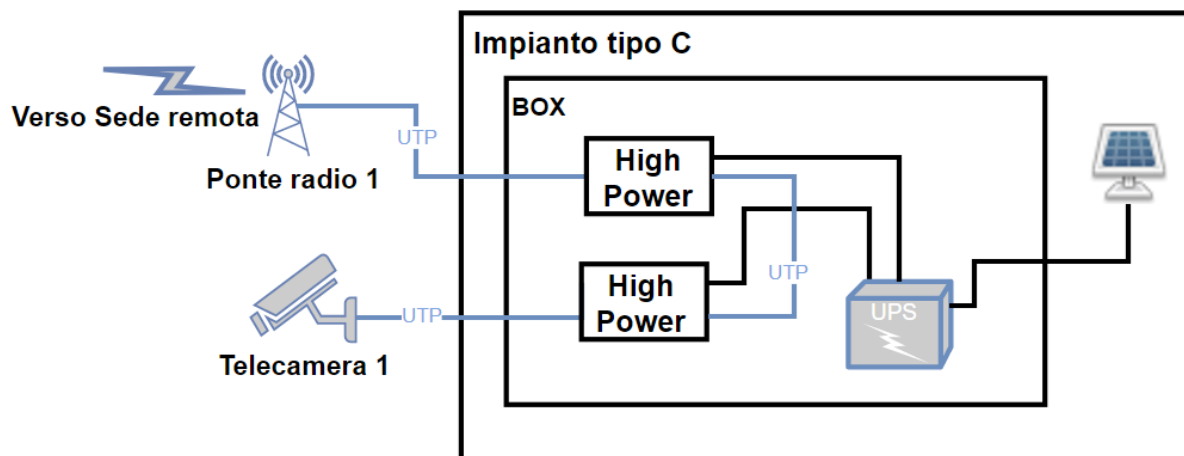 Impianto tipo C
BOX
Verso Sede remota
UTP
Ponte radio 1
High
Power
UTP
High
Power
UTP
Telecamera 1
UPS